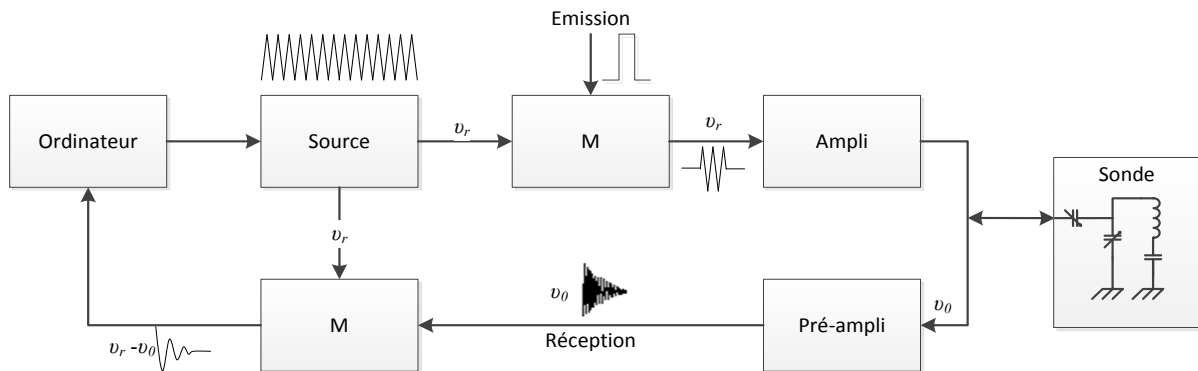 Emission
Ordinateur
Source
υr
M
υr
Ampli
Sonde
υr
υ0
υ0
M
Réception
Pré-ampli
υr -υ0